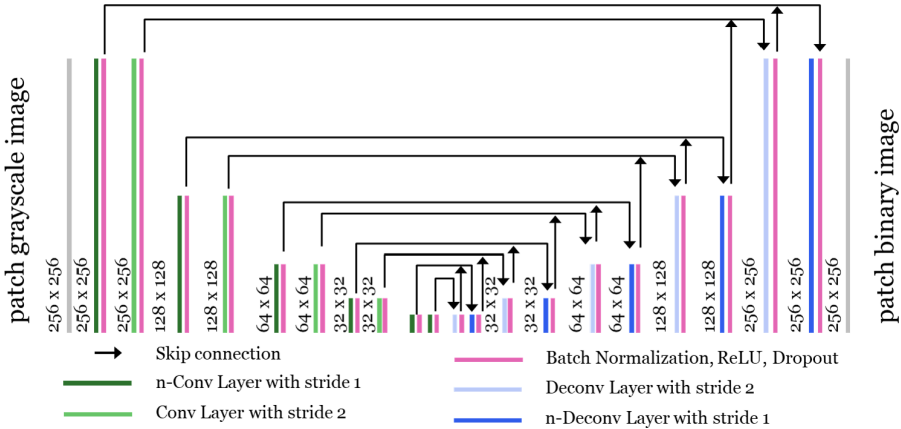 patch grayscale image
256 x 256
256 x 256
256 x 256
128 x 128
128 x 128
64 x 64
64 x 64
32 x 32
32 x 32
32 x 32
32 x 32
64 x 64
64 x 64
128 x 128
128 x 128
256 x 256
256 x 256
256 x 256
patch binary image
Skip connection
n-Conv Layer with stride 1
Conv Layer with stride 2
Batch Normalization, ReLU, Dropout
Deconv Layer with stride 2
n-Deconv Layer with stride 1